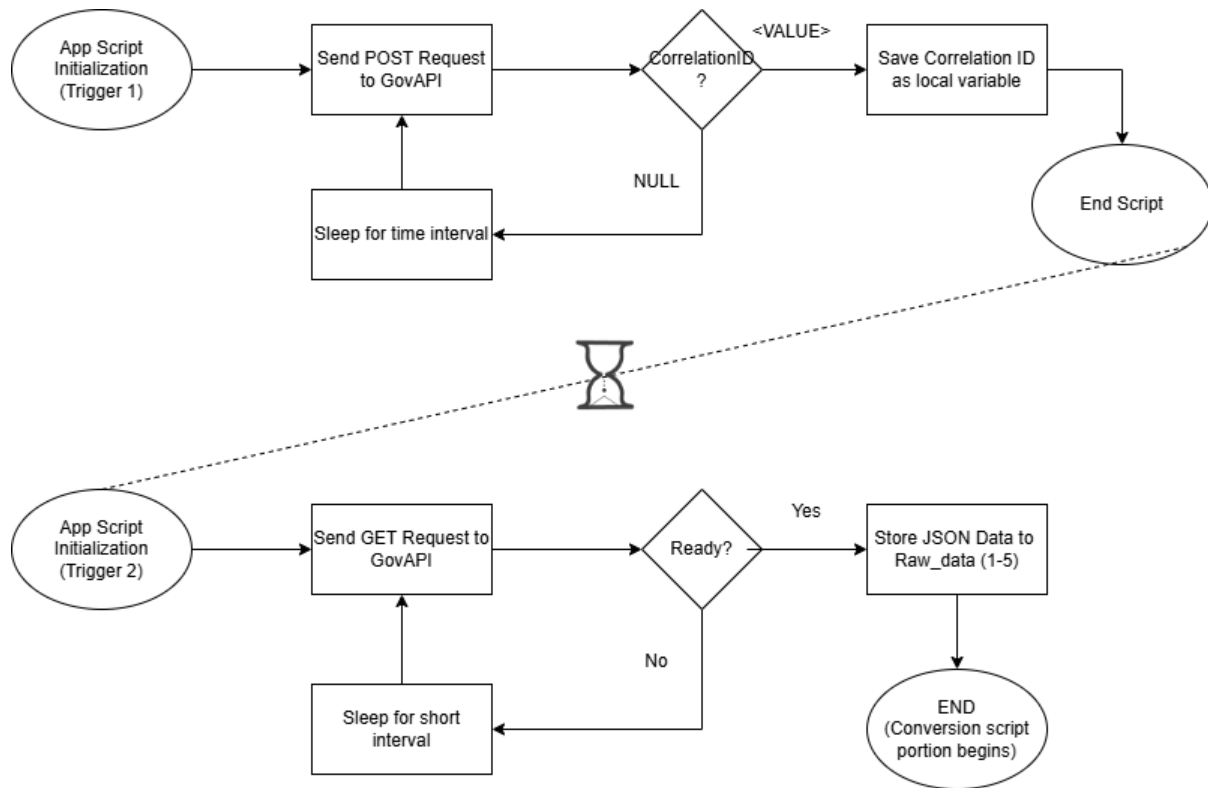 App Script
Initialization
(Trigger 1)
Send POST Request
to GovAPI
CorrelationID
?
<VALUE>
Save Correlation ID
as local variable
NULL
Sleep for time interval
End Script
App Script
Initialization
(Trigger 2)
Send GET Request to
GovAPI
Ready?
Yes
Store JSON Data to
Raw_data (1-5)
No
Sleep for short
interval
END
(Conversion script
portion begins)